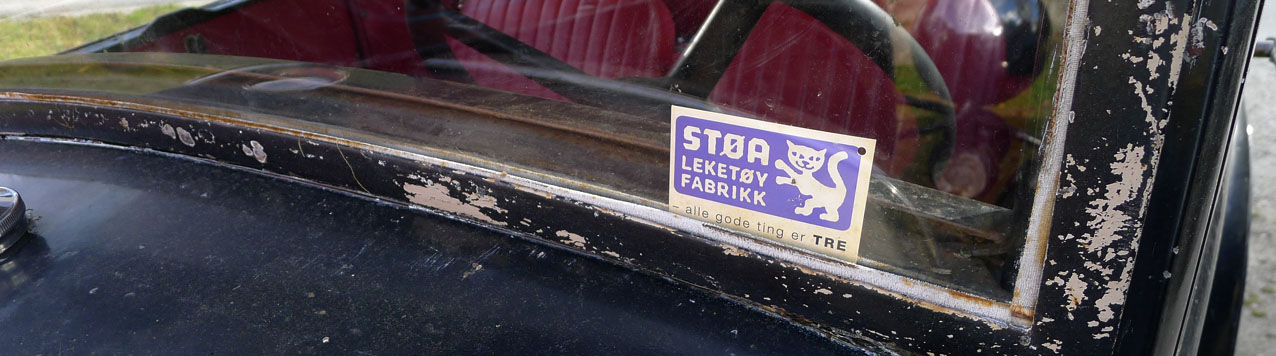 STØA
LEKETØY
FABRIKK
alle gode ting er TRE